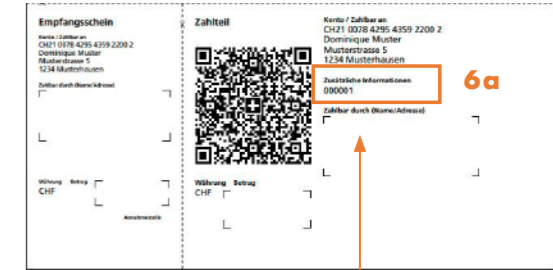 Empfangsschein
Konto / Zahlbar an
CH21 0078 4295 4359 2200 2
Dominique Muster
Musterstrasse 5
1234 Musterhausen
Zahlbar durch (Name/Adresse)
Währung Betrag
CHF
Annahmestelle
Zahlteil
Währung Betrag
CHF
Konto / Zahlbar an
CH21 0078 4295 4359 2200 2
Dominique Muster
Musterstrasse 5
1234 Musterhausen
Zusätzliche Informationen
000001
Zahlbar durch (Name/Adresse)
6a